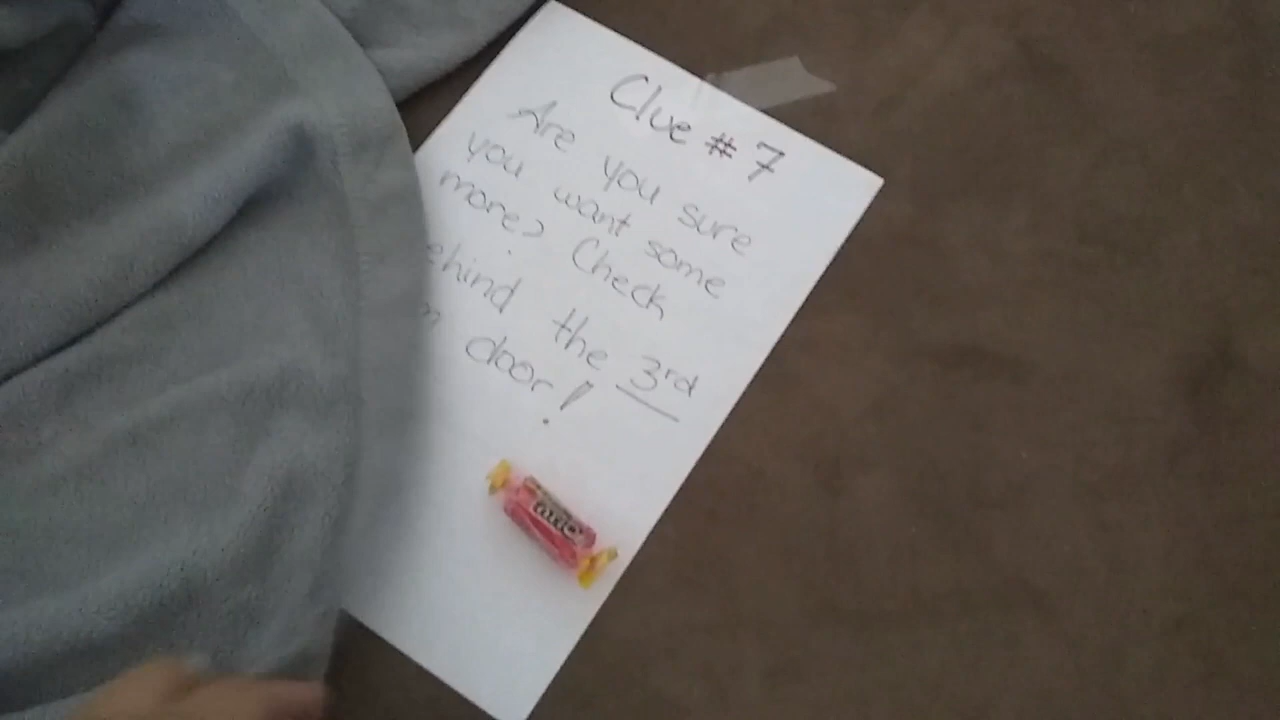 Clue # 7
Are you sure
you want some
more? Check
ehind the 3rd
door!